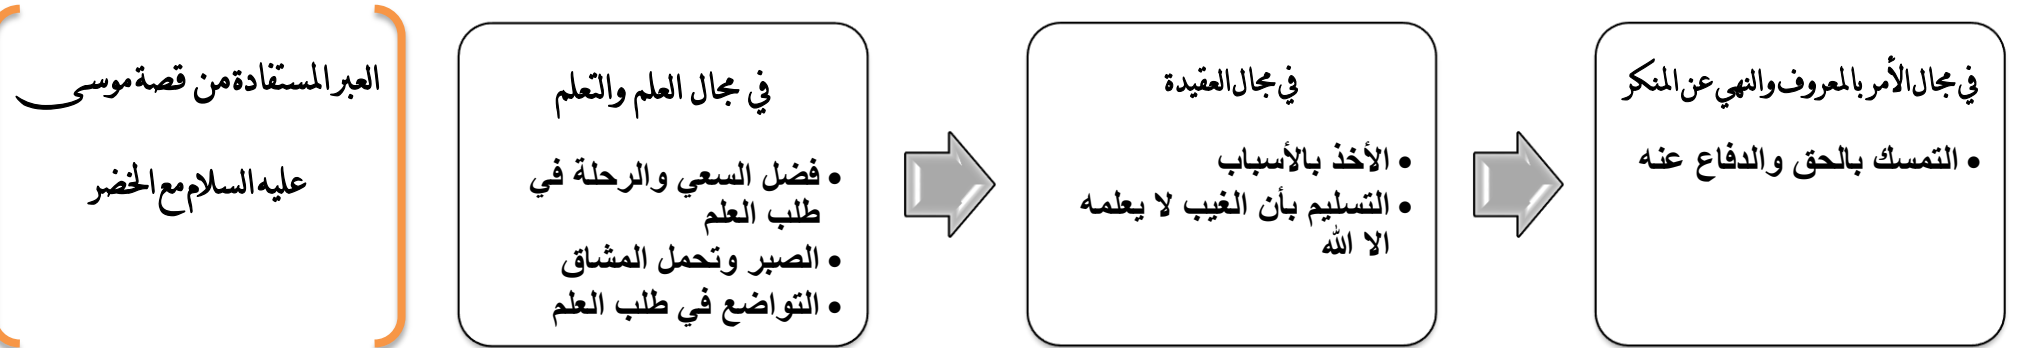 العبر المستفادة من قصة موسى
عليه السلام مع الخضر
في مجال العلم والتعلم
• فضل السعي والرحلة في
طلب العلم
• الصبر وتحمل المشاق
• التواضع في طلب العلم
في مجال العقيدة
• الأخذ بالأسباب
• التسليم بأن الغيب لا يعلمه
الا الله
في مجال الأمر بالمعروف والنهي عن المنكر
• التمسك بالحق والدفاع عنه